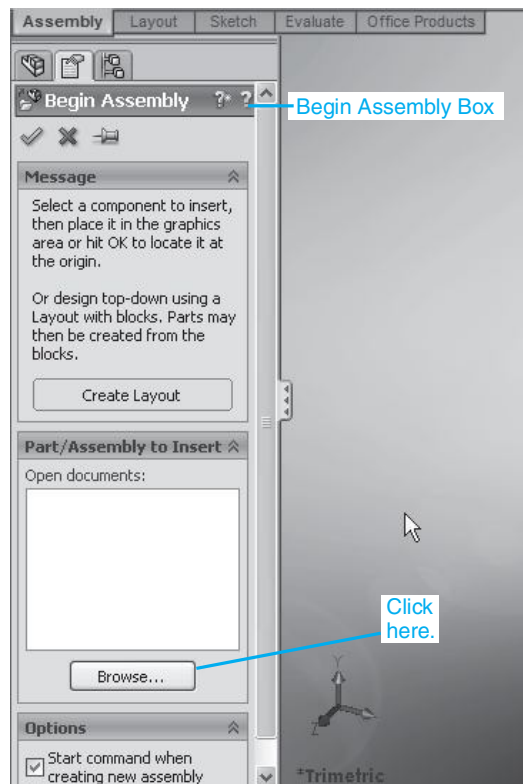 Assembly Layout Sketch Evaluate Office Products
Begin Assembly ? ?
Begin Assembly Box
Message
Select a component to insert,
then place it in the graphics
area or hit OK to locate it at
the origin.
Or design top-down using a
Layout with blocks. Parts may
then be created from the
blocks.
Create Layout
Part/Assembly to Insert
Open documents:
Click
here.
Browse...
Y
Z
Options
Start command when
creating new assembly
*Trimetric